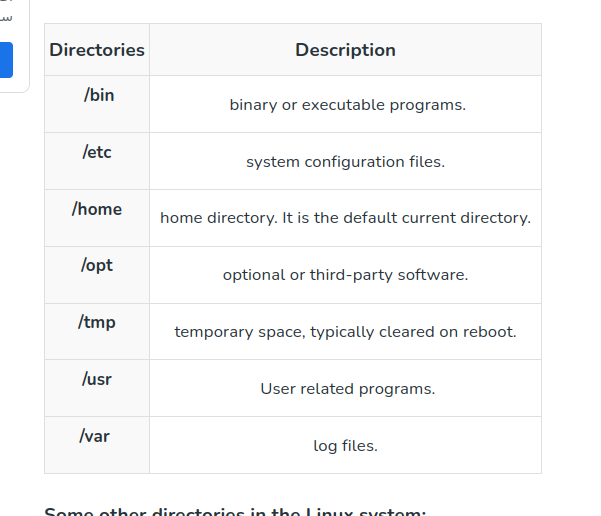 Directories Description
/bin binary or executable programs.
/etc system configuration files.
/home home directory. It is the default current directory.
/opt optional or third-party software.
/tmp temporary space, typically cleared on reboot.
/usr User related programs.
/var log files.
Some other directories in the Linux system: